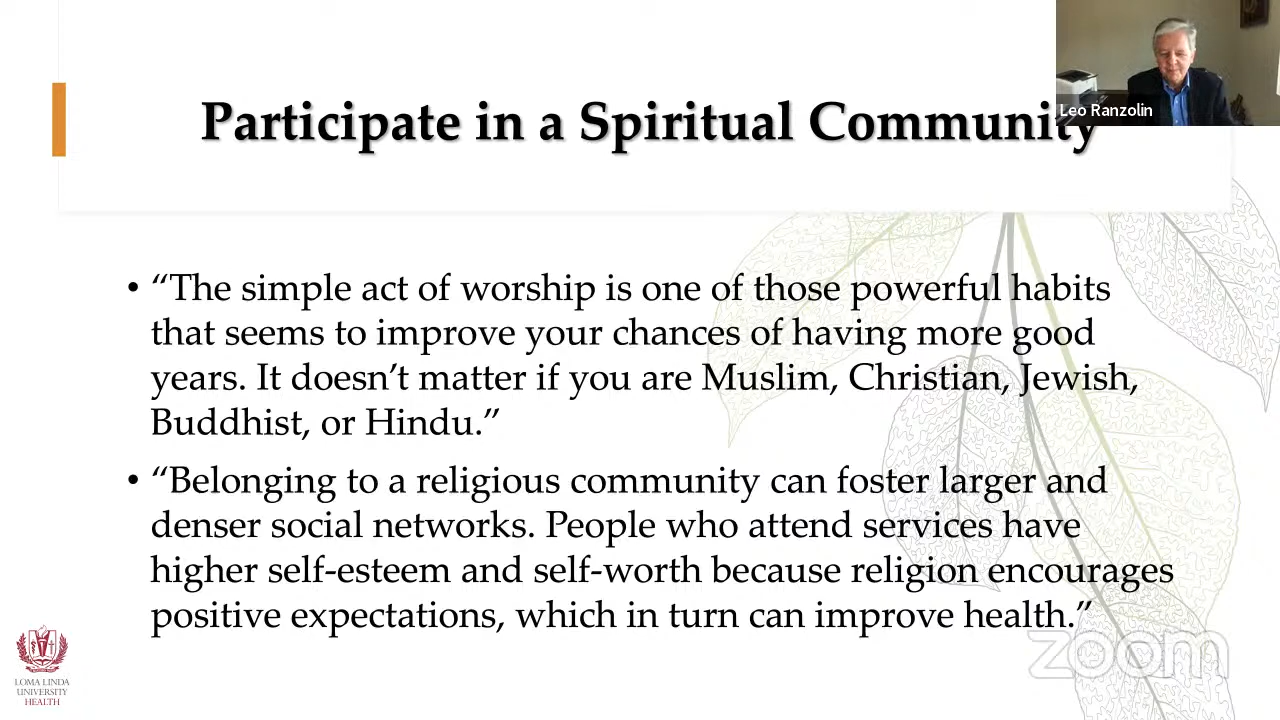 Participate in a Spiritual Community
Leo Ranzolin
• “The simple act of worship is one of those powerful habits
that seems to improve your chances of having more good
years. It doesn’t matter if you are Muslim, Christian, Jewish,
Buddhist, or Hindu.”
• “Belonging to a religious community can foster larger and
denser social networks. People who attend services have
higher self-esteem and self-worth because religion encourages
positive expectations, which in turn can improve health.”
LOMA LINDA
UNIVERSITY
HEALTH
zoom